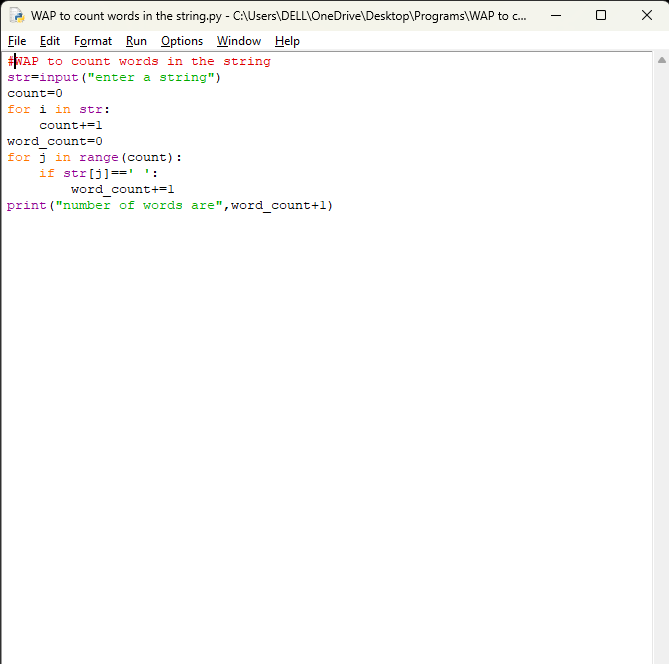 WAP to count words in the string.py - C:\Users\DELL\OneDrive\Desktop\Programs\WAP to c...
File Edit Format Run Options Window Help
#WAP to count words in the string
str=input("enter a string")
count=0
for i in str:
    count+=1
word_count=0
for j in range(count):
    if str[j]==' ':
        word_count+=1
print("number of words are",word_count+1)